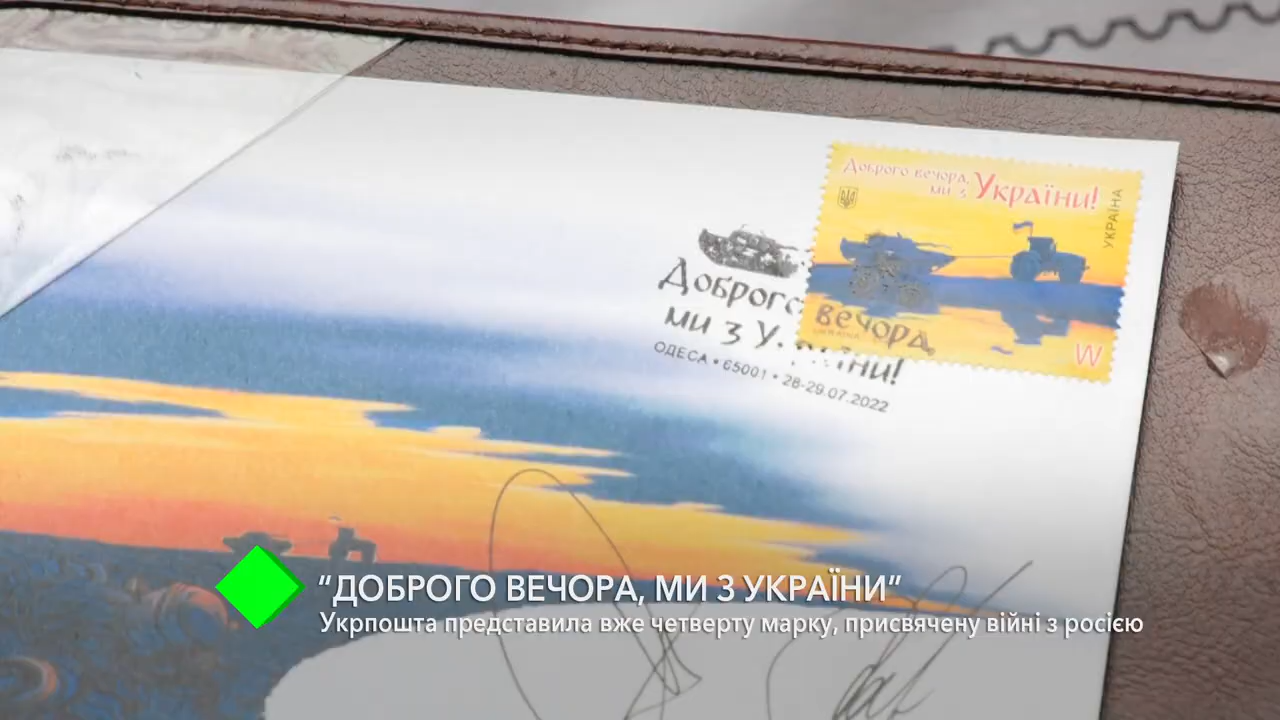 Доброго вечора,
ми з України!
УКРАЇНА
W
Доброго вечора,
ми з У
їни!
ОДЕСА • 65001 • 28-29.07.2022
“ДОБРОГО ВЕЧОРА, МИ З УКРАЇНИ”
Укрпошта представила вже четверту марку, присвячену війні з росією